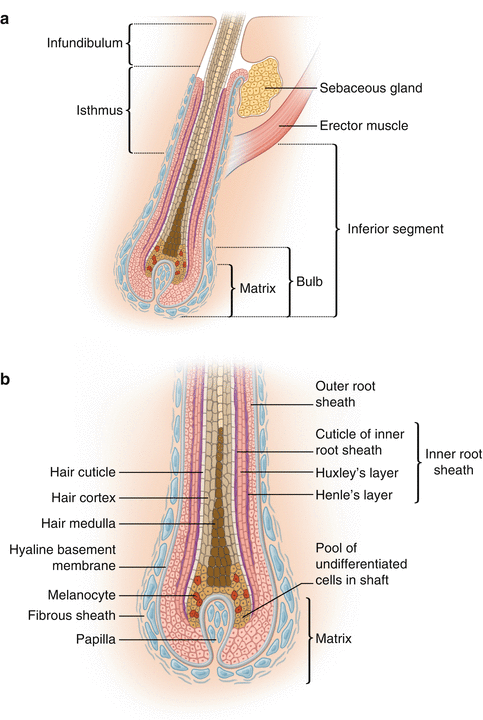 a
Infundibulum
Isthmus
Sebaceous gland
Erector muscle
Inferior segment
Bulb
Matrix
b
Outer root
sheath
Cuticle of inner
root sheath
Huxley's layer
Henle's layer
Inner root
sheath
Hair cuticle
Hair cortex
Hair medulla
Hyaline basement
membrane
Melanocyte
Fibrous sheath
Papilla
Pool of
undifferentiated
cells in shaft
Matrix